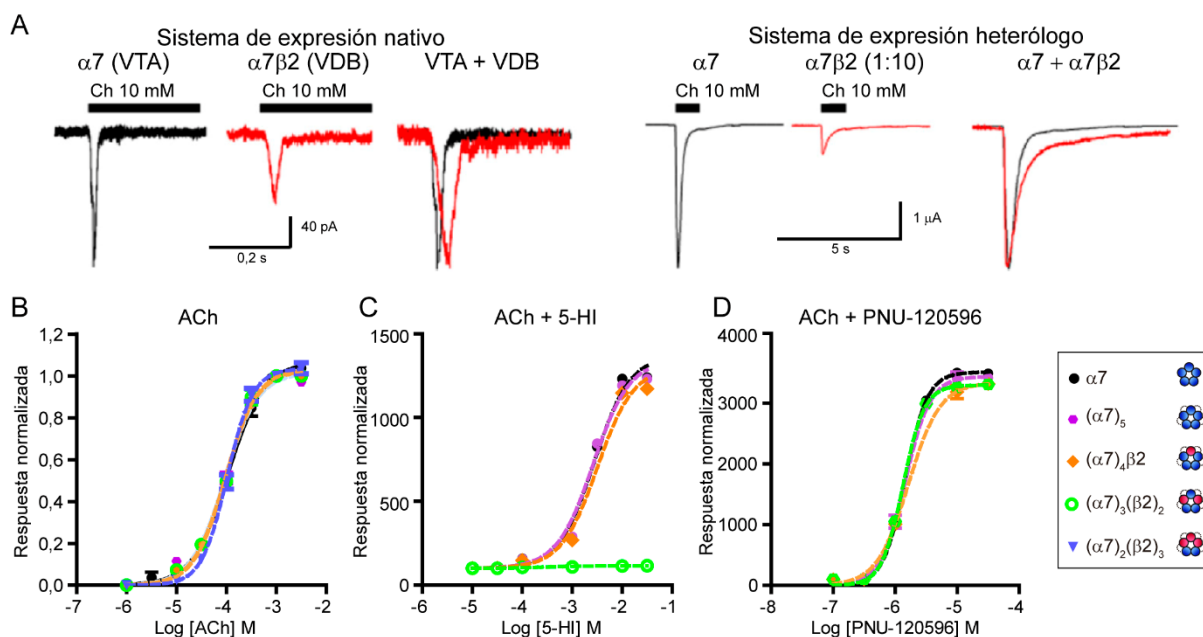 A
Sistema de expresión nativo
α7 (VTA)
α7β2 (VDB)
VTA + VDB
Ch 10 mM
Ch 10 mM
40 pA
0,2 s
Sistema de expresión heterólogo
α7
α7β2 (1:10)
α7 + α7β2
Ch 10 mM
Ch 10 mM
1 μA
5 s
B
ACh
Respuesta normalizada
1,2
1,0
0,8
0,6
0,4
0,2
0,0
-7
-6
-5
-4
-3
-2
Log [ACh] M
C
ACh + 5-HI
Respuesta normalizada
1500
1000
500
0
-6
-5
-4
-3
-2
-1
Log [5-HI] M
D
ACh + PNU-120596
Respuesta normalizada
4000
3000
2000
1000
0
-8
-7
-6
-5
-4
Log [PNU-120596] M
α7
(α7)5
(α7)4β2
(α7)3(β2)2
(α7)2(β2)3